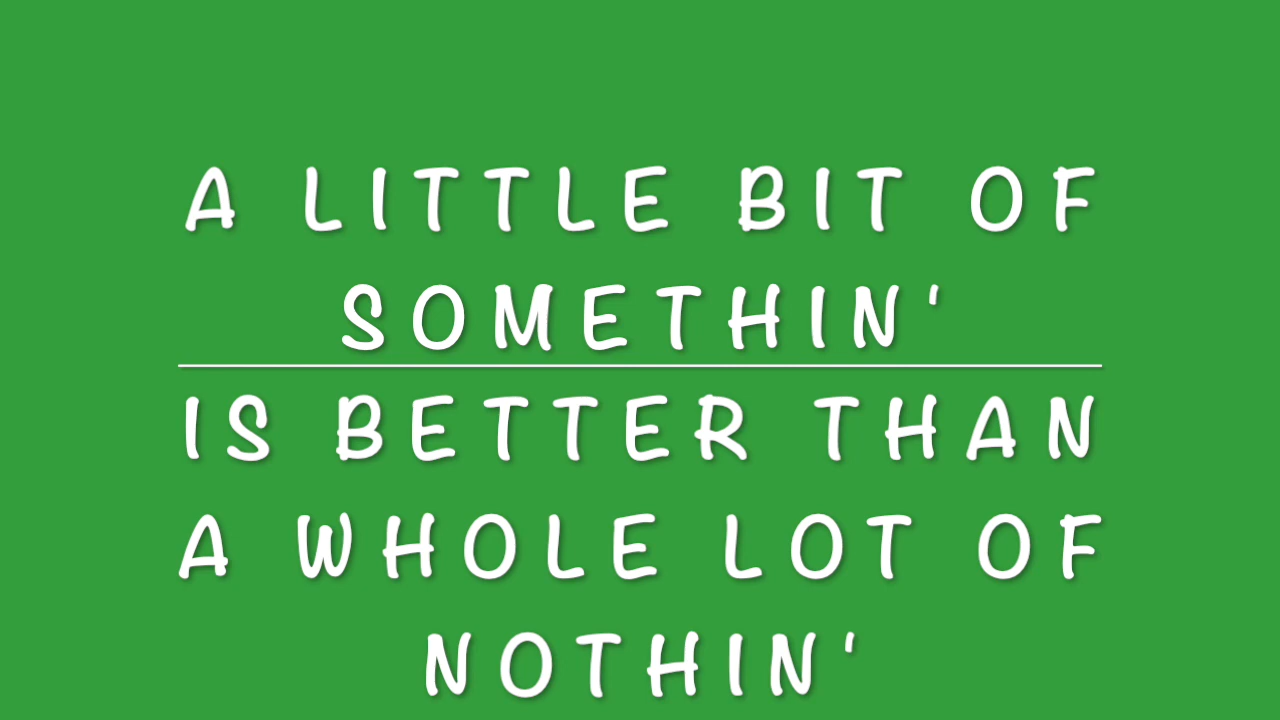 A LITTLE BIT OF
SOMETHIN'
IS BETTER THAN
A WHOLE LOT OF
NOTHIN'